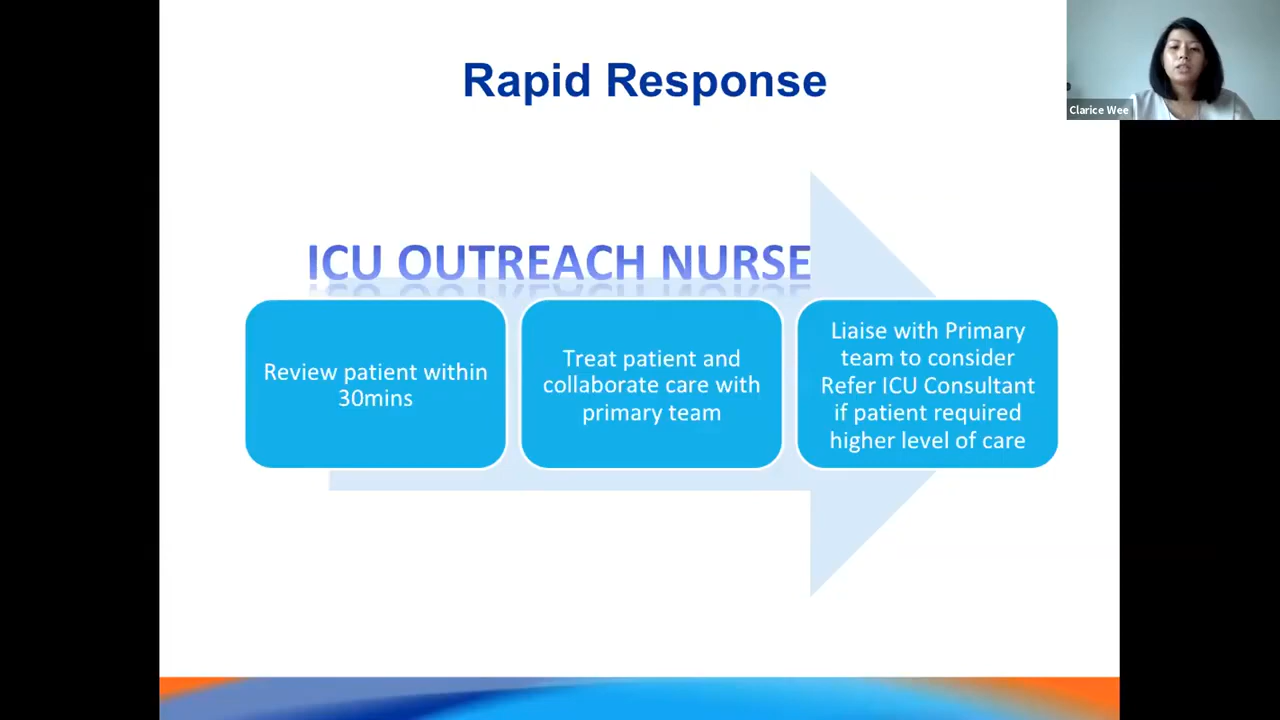 Rapid Response
Clarice Wee
ICU OUTREACH NURSE
Review patient within
30mins
Treat patient and
collaborate care with
primary team
Liaise with Primary
team to consider
Refer ICU Consultant
if patient required
higher level of care